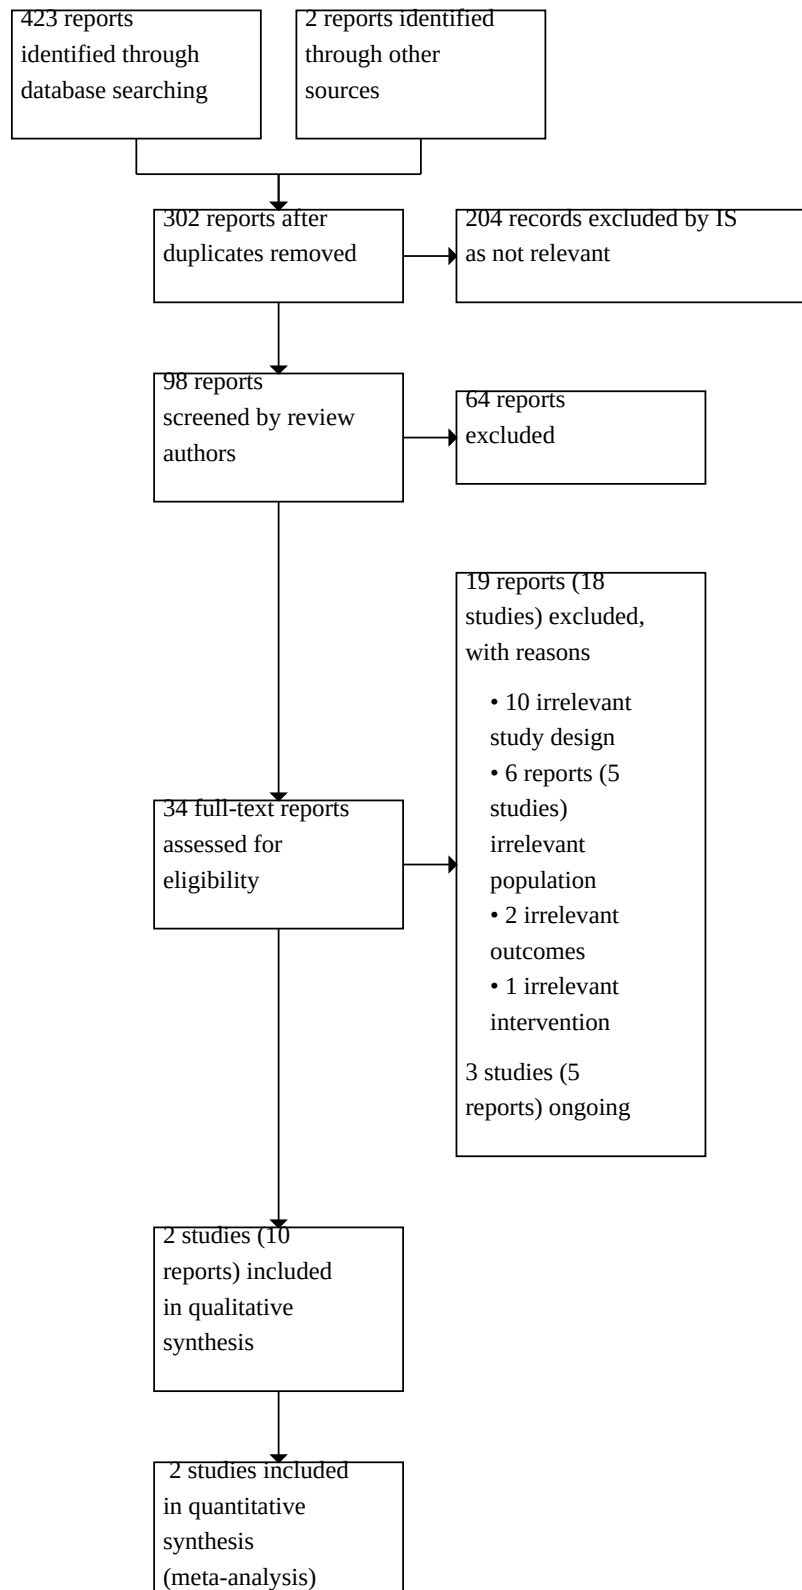 423 reports
identified through
database searching
2 reports identified
through other
sources
302 reports after
duplicates removed
204 records excluded by IS
as not relevant
98 reports
screened by review
authors
64 reports
excluded
34 full-text reports
assessed for
eligibility
19 reports (18
studies) excluded,
with reasons
• 10 irrelevant
study design
• 6 reports (5
studies)
irrelevant
population
• 2 irrelevant
outcomes
• 1 irrelevant
intervention
3 studies (5
reports) ongoing
2 studies (10
reports) included
in qualitative
synthesis
2 studies included
in quantitative
synthesis
(meta-analysis)